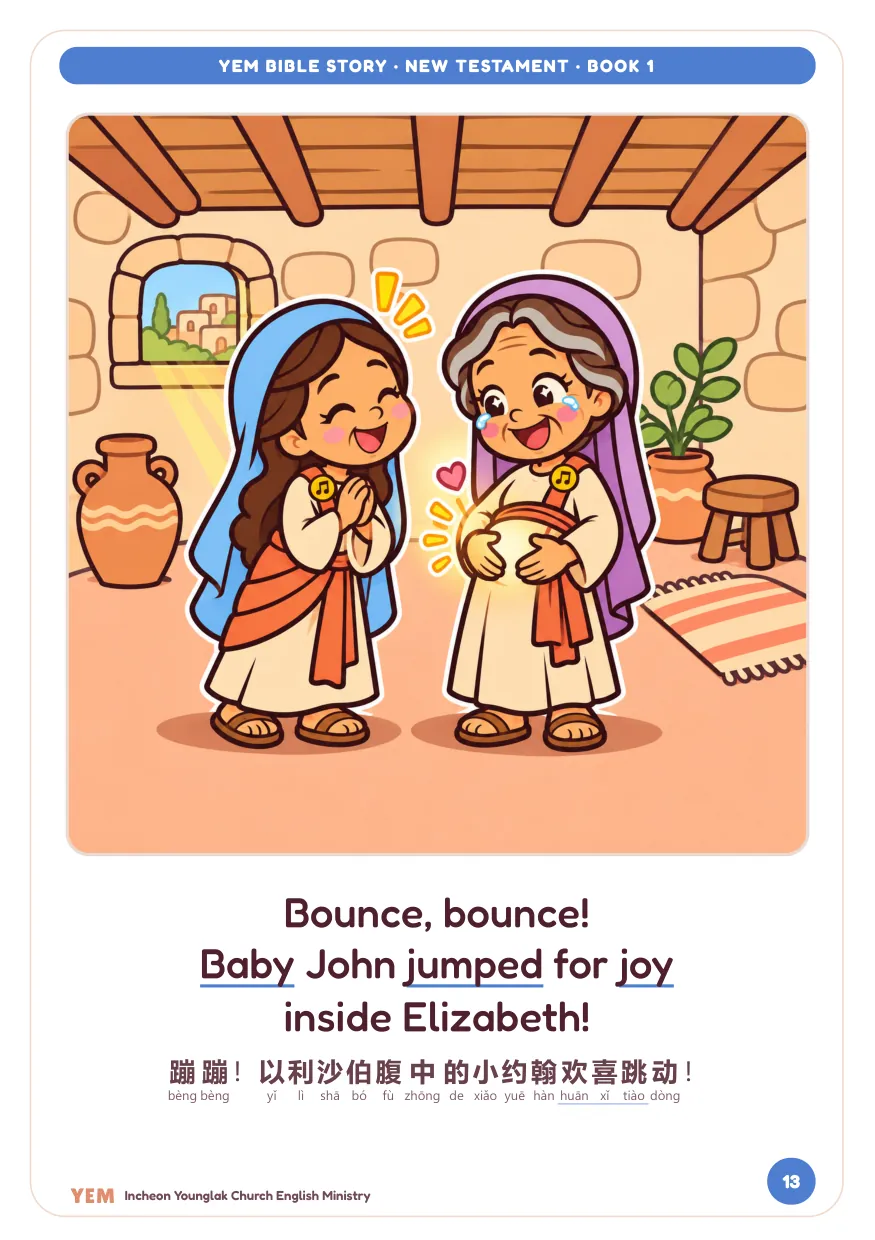 YEM BIBLE STORY · NEW TESTAMENT · BOOK 1
Bounce, bounce!
Baby John jumped for joy
inside Elizabeth!
蹦蹦！以利沙伯腹中的小约翰欢喜跳动！
bèng bèng yǐ lì shā bó fù zhōng de xiǎo yuē hàn huān xǐ tiào dòng
YEM Incheon Younglak Church English Ministry
13